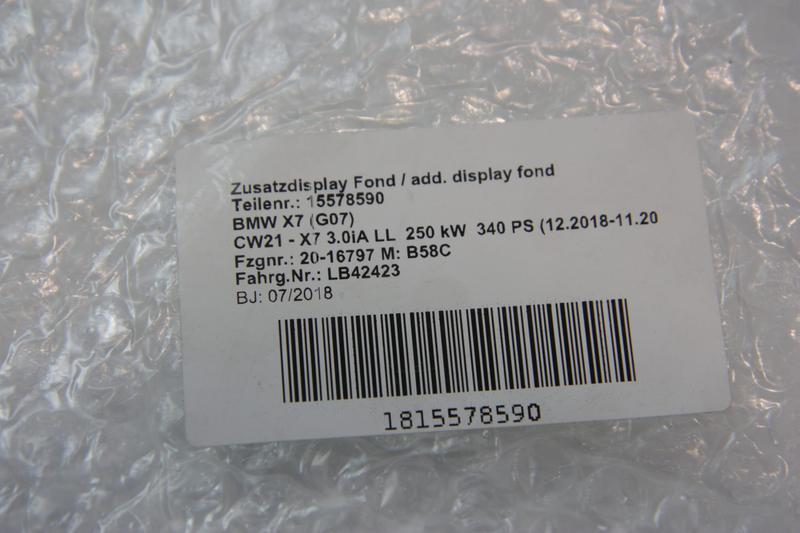 Zusatzdisplay Fond / add. display fond
Teilenr.: 15578590
BMW X7 (G07)
CW21 - X7 3.0iA LL  250 kW  340 PS (12.2018-11.20
Fzgnr.: 20-16797 M: B58C
Fahrg.Nr.: LB42423
BJ: 07/2018
1815578590